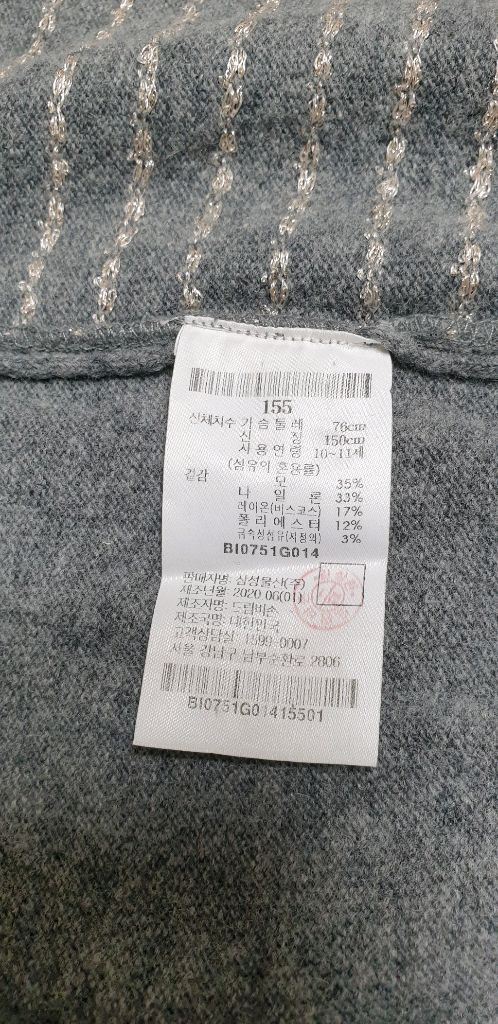 155
신체치수 가슴둘레 76cm
신 장 150cm
사용연령 10~11세
(섬유의 혼용률)
겉감 모 35%
나 일 론 33%
레이온(비스코스) 17%
폴리에스터 12%
금속성섬유(지정외) 3%
BI0751G014
판매자명: 삼성물산(주)
제조년월: 2020.06(01)
제조자명: 드림비손
제조국명: 대한민국
고객상담실: 1599-0007
서울 강남구 남부순환로 2806
BI0751G01415501